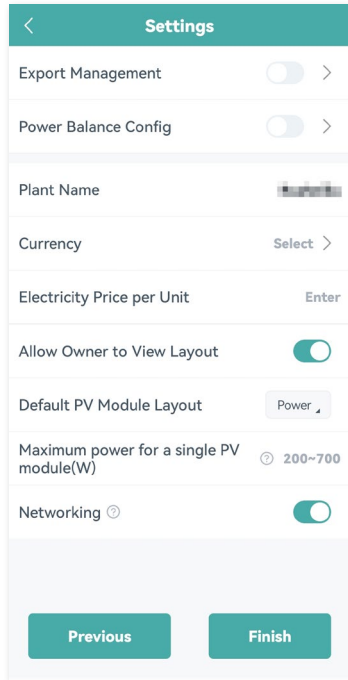 Settings
Export Management
Power Balance Config
Plant Name
Currency Select
Electricity Price per Unit Enter
Allow Owner to View Layout
Default PV Module Layout Power
Maximum power for a single PV
module(W) 200~700
Networking
Previous Finish